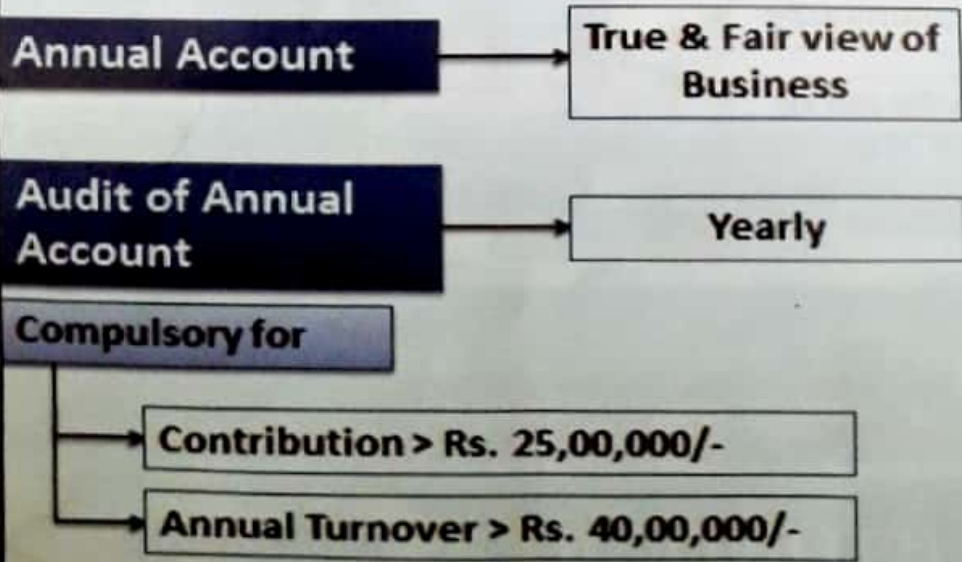 Annual Account
True & Fair view of
Business
Audit of Annual
Account
Yearly
Compulsory for
Contribution > Rs. 25,00,000/-
Annual Turnover > Rs. 40,00,000/-